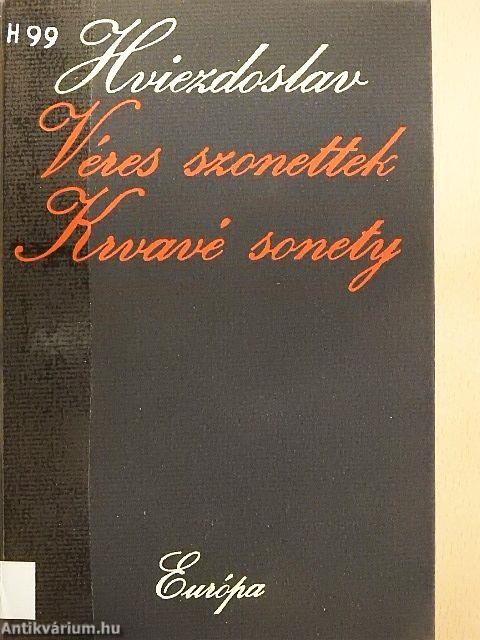 H 99
Hviezdoslav
Véres szonettek
Krvavé sonety
Európa
Antikvárium.hu